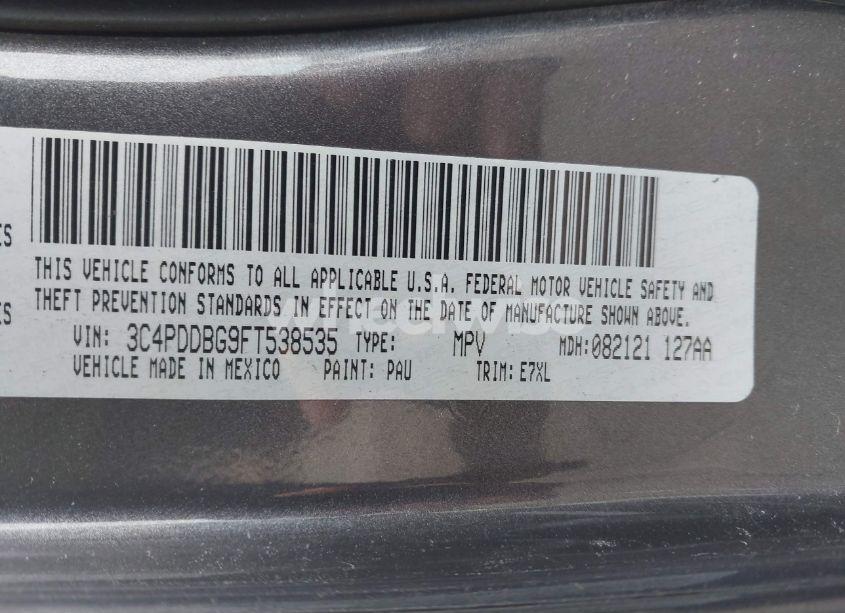 ES
THIS VEHICLE CONFORMS TO ALL APPLICABLE U.S.A. FEDERAL MOTOR VEHICLE SAFETY AND
ES THEFT PREVENTION STANDARDS IN EFFECT ON THE DATE OF MANUFACTURE SHOWN ABOVE.
VIN: 3C4PDDBG9FT538535 TYPE: MPV MDH:082121 127AA
VEHICLE MADE IN MEXICO PAINT: PAU TRIM: E7XL